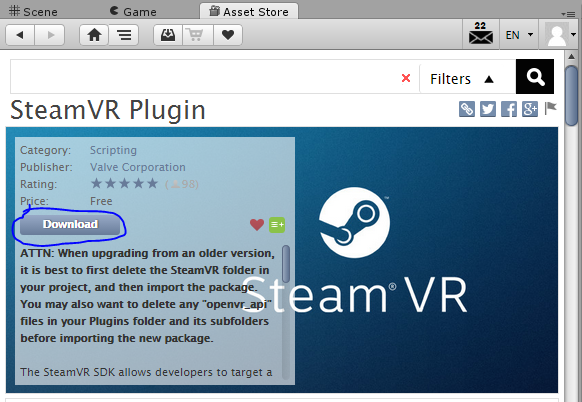 Scene Game Asset Store
22
EN
Filters
SteamVR Plugin
Category: Scripting
Publisher: Valve Corporation
Rating: ★★★★★ (98)
Price: Free
Download
ATTN: When upgrading from an older version,
it is best to first delete the SteamVR folder in
your project, and then import the package.
You may also want to delete any "openvr_api"
files in your Plugins folder and its subfolders
before importing the new package.
The SteamVR SDK allows developers to target a
Steam®VR